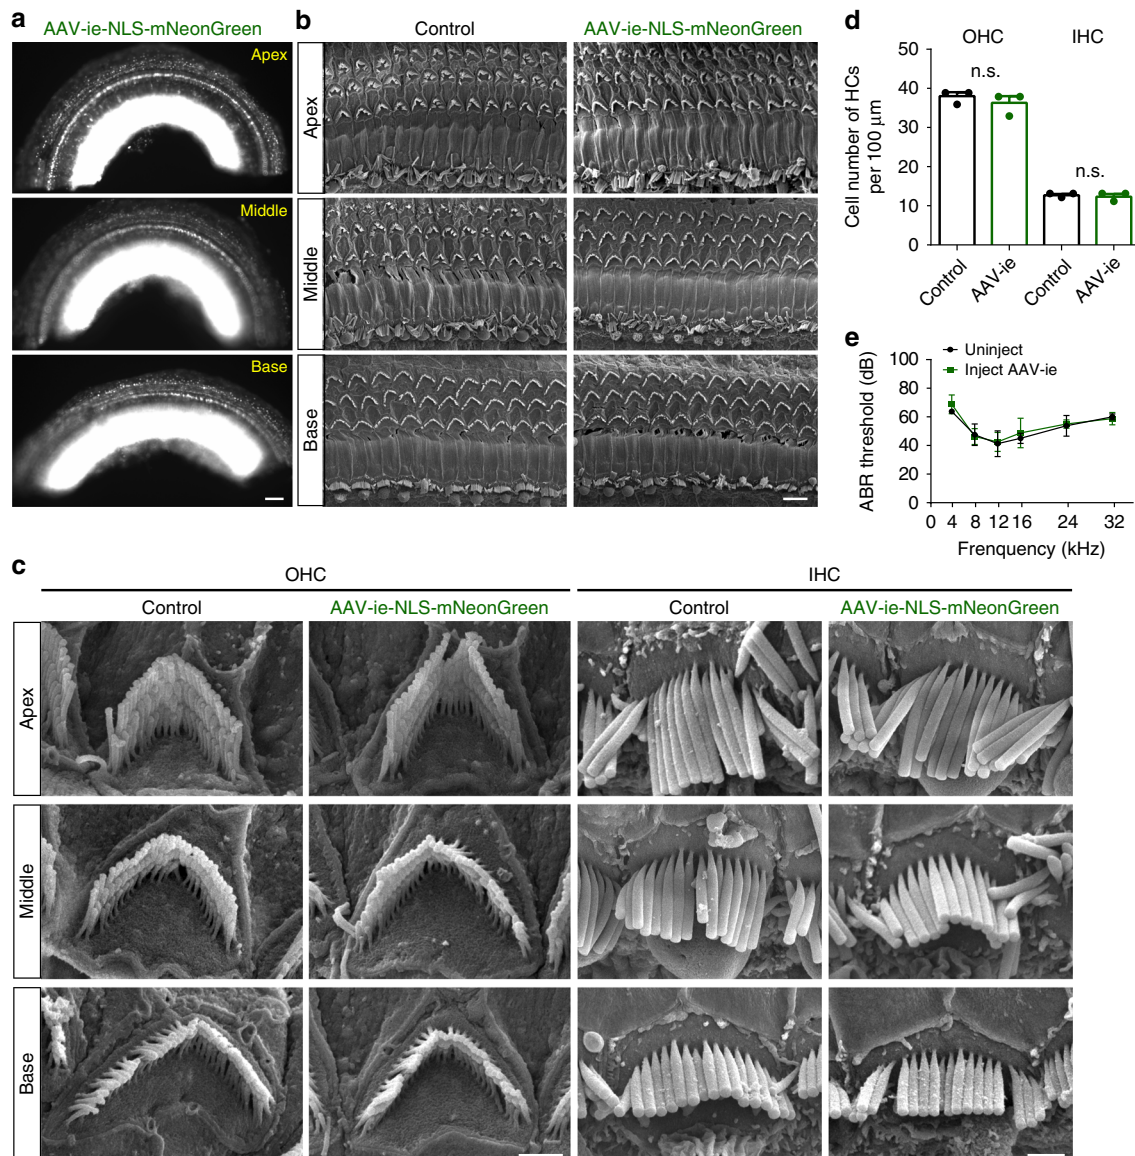 a
AAV-ie-NLS-mNeonGreen
Apex
Middle
Base
b
Control
AAV-ie-NLS-mNeonGreen
Apex
Middle
Base
d
OHC
IHC
n.s.
n.s.
Cell number of HCs
per 100 μm
50
40
30
20
10
0
Control
AAV-ie
Control
AAV-ie
e
Uninject
Inject AAV-ie
ABR threshold (dB)
100
80
60
40
20
0
0 4 8 12 16 24 32
Frenquency (kHz)
c
OHC
IHC
Control
AAV-ie-NLS-mNeonGreen
Control
AAV-ie-NLS-mNeonGreen
Apex
Middle
Base